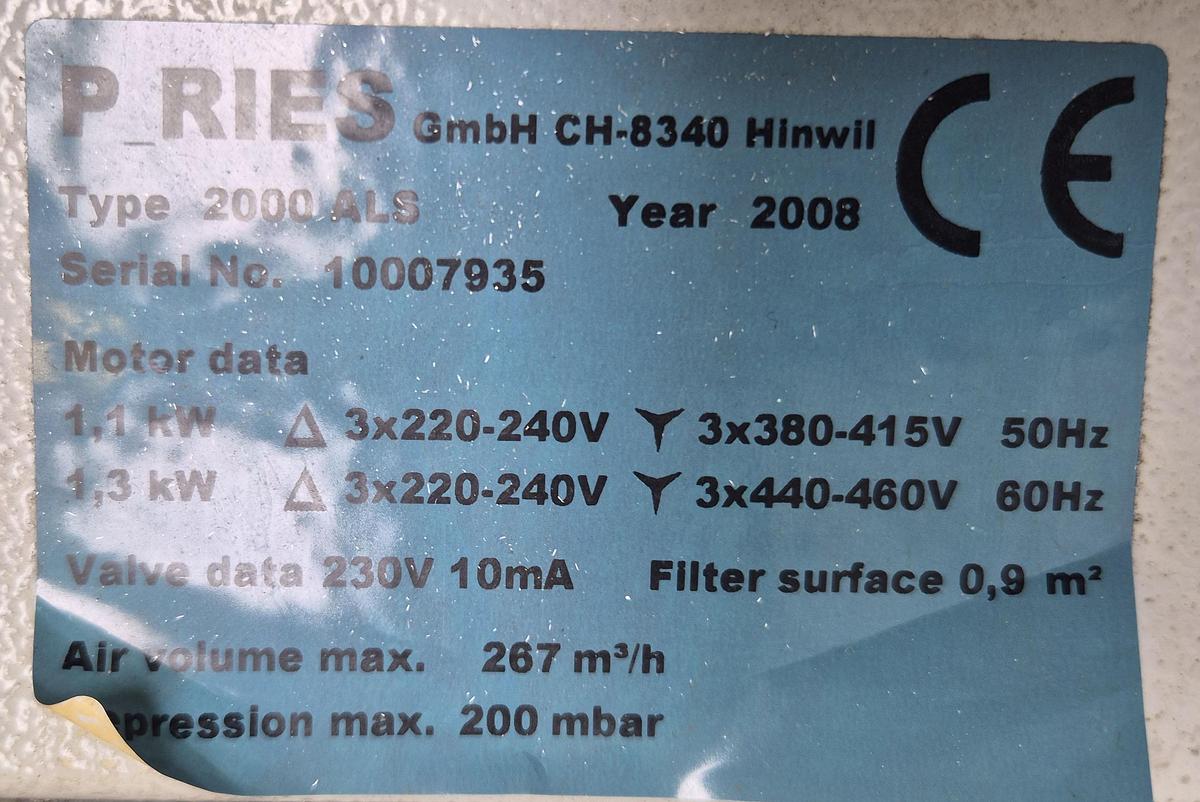 P_RIES GmbH CH-8340 Hinwil CE
Type 2000 ALS Year 2008
Serial No. 10007935
Motor data
1,1 kW △ 3x220-240V Y 3x380-415V 50Hz
1,3 kW △ 3x220-240V Y 3x440-460V 60Hz
Valve data 230V 10mA Filter surface 0,9 m²
Air volume max. 267 m³/h
pression max. 200 mbar